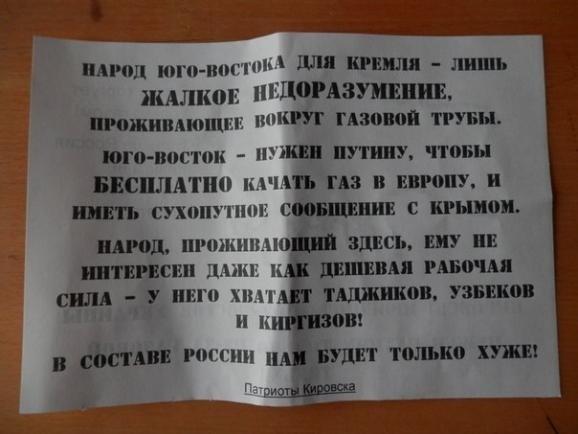 НАРОД ЮГО-ВОСТОКА ДЛЯ КРЕМЛЯ – ЛИШЬ
ЖАЛКОЕ НЕДОРАЗУМЕНИЕ,
ПРОЖИВАЮЩЕЕ ВОКРУГ ГАЗОВОЙ ТРУБЫ.
ЮГО-ВОСТОК – НУЖЕН ПУТИНУ, ЧТОБЫ
БЕСПЛАТНО КАЧАТЬ ГАЗ В ЕВРОПУ, И
ИМЕТЬ СУХОПУТНОЕ СООБЩЕНИЕ С КРЫМОМ.
НАРОД, ПРОЖИВАЮЩИЙ ЗДЕСЬ, ЕМУ НЕ
ИНТЕРЕСЕН ДАЖЕ КАК ДЕШЕВАЯ РАБОЧАЯ
СИЛА – У НЕГО ХВАТАЕТ ТАДЖИКОВ, УЗБЕКОВ
И КИРГИЗОВ!
В СОСТАВЕ РОССИИ НАМ БУДЕТ ТОЛЬКО ХУЖЕ!
Патриоты Кировска